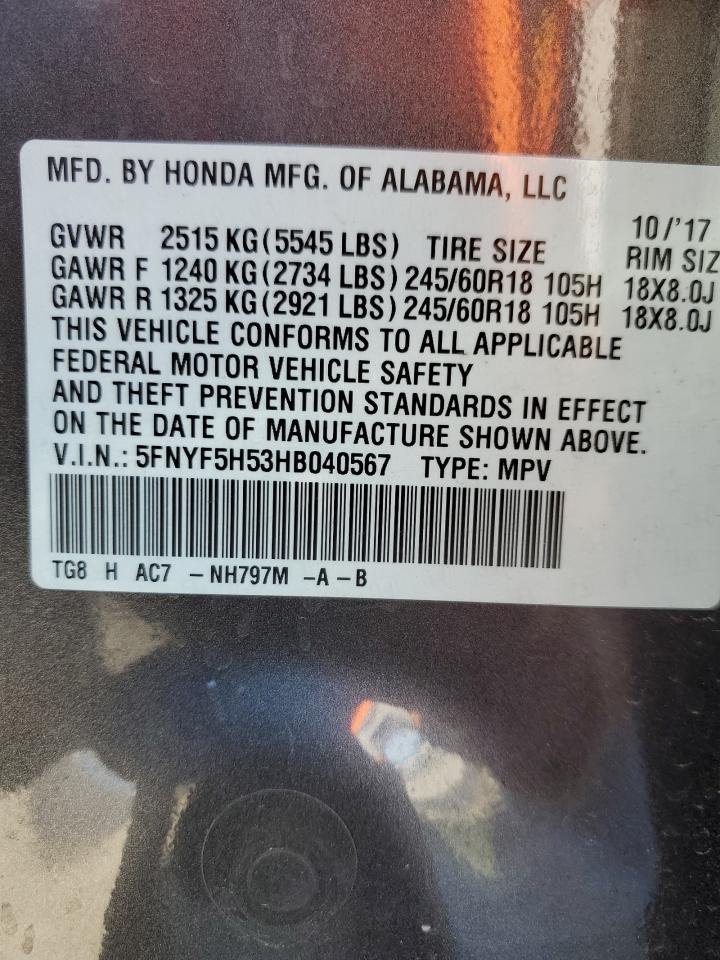 MFD. BY HONDA MFG. OF ALABAMA, LLC
10/'17
GVWR 2515 KG (5545 LBS) TIRE SIZE RIM SIZ
GAWR F 1240 KG (2734 LBS) 245/60R18 105H 18X8.0J
GAWR R 1325 KG (2921 LBS) 245/60R18 105H 18X8.0J
THIS VEHICLE CONFORMS TO ALL APPLICABLE
FEDERAL MOTOR VEHICLE SAFETY
AND THEFT PREVENTION STANDARDS IN EFFECT
ON THE DATE OF MANUFACTURE SHOWN ABOVE.
V.I.N.: 5FNYF5H53HB040567 TYPE: MPV
TG8 H AC7 -NH797M -A-B